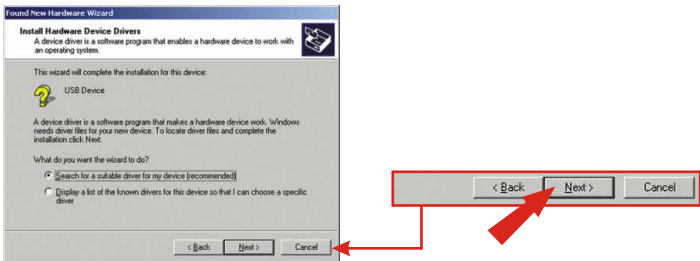 Found New Hardware Wizard
Install Hardware Device Drivers
A device driver is a software program that enables a hardware device to work with
an operating system.
This wizard will complete the installation for this device:
USB Device
A device driver is a software program that makes a hardware device work. Windows
needs driver files for your new device. To locate driver files and complete the
installation click Next.
What do you want the wizard to do?
Search for a suitable driver for my device (recommended)
Display a list of the known drivers for this device so that I can choose a specific
driver
< Back Next > Cancel
< Back Next > Cancel